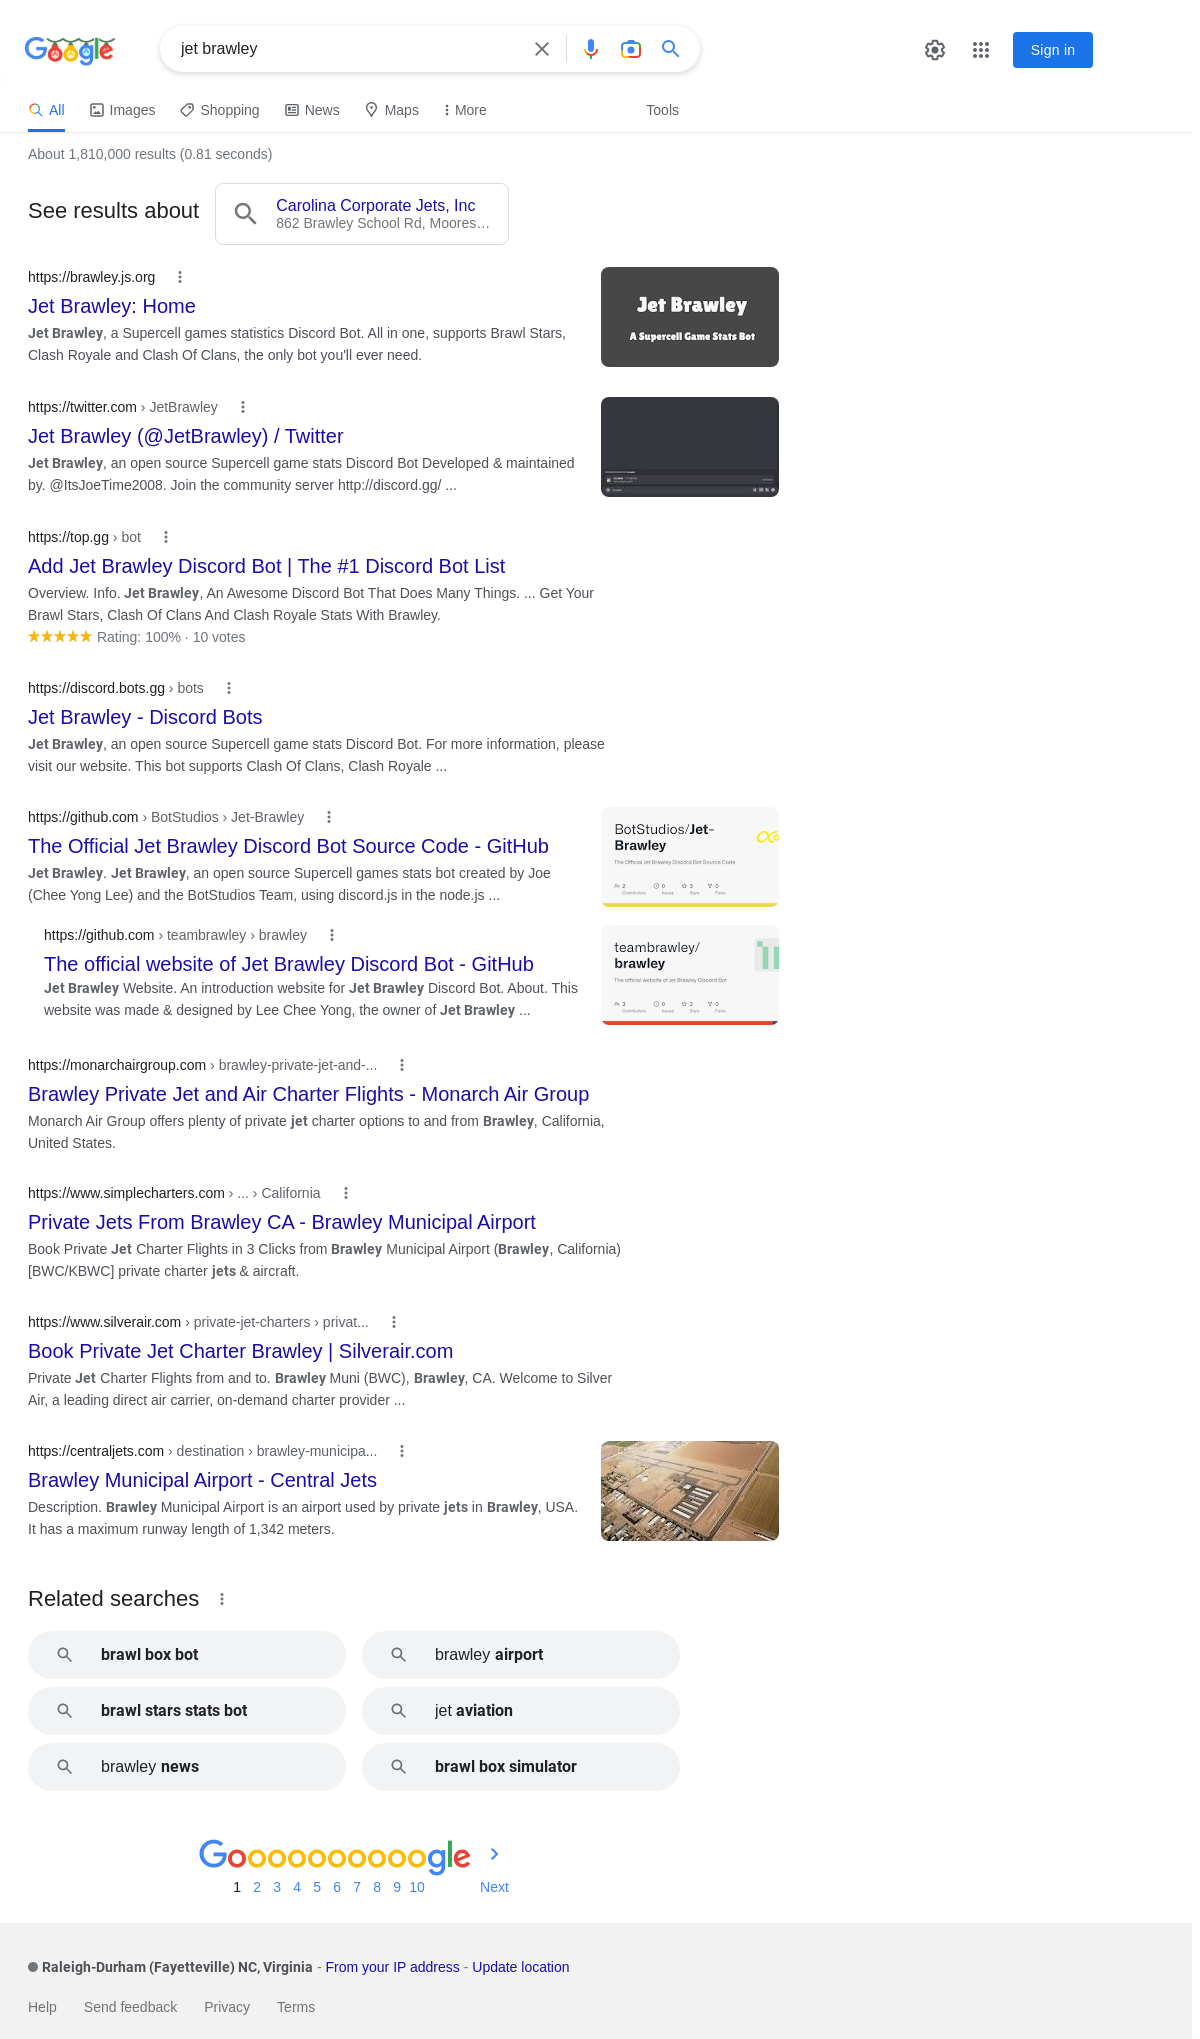 Google
jet brawley
Sign in
All
Images
Shopping
News
Maps
More
Tools
About 1,810,000 results (0.81 seconds)
See results about
Carolina Corporate Jets, Inc
862 Brawley School Rd, Moores…
https://brawley.js.org
Jet Brawley: Home
Jet Brawley, a Supercell games statistics Discord Bot. All in one, supports Brawl Stars,
Clash Royale and Clash Of Clans, the only bot you'll ever need.
Jet Brawley
A Supercell Game Stats Bot
https://twitter.com › JetBrawley
Jet Brawley (@JetBrawley) / Twitter
Jet Brawley, an open source Supercell game stats Discord Bot Developed & maintained
by. @ItsJoeTime2008. Join the community server http://discord.gg/ ...
https://top.gg › bot
Add Jet Brawley Discord Bot | The #1 Discord Bot List
Overview. Info. Jet Brawley, An Awesome Discord Bot That Does Many Things. ... Get Your
Brawl Stars, Clash Of Clans And Clash Royale Stats With Brawley.
Rating: 100% · 10 votes
https://discord.bots.gg › bots
Jet Brawley - Discord Bots
Jet Brawley, an open source Supercell game stats Discord Bot. For more information, please
visit our website. This bot supports Clash Of Clans, Clash Royale ...
https://github.com › BotStudios › Jet-Brawley
The Official Jet Brawley Discord Bot Source Code - GitHub
Jet Brawley. Jet Brawley, an open source Supercell games stats bot created by Joe
(Chee Yong Lee) and the BotStudios Team, using discord.js in the node.js ...
BotStudios/Jet-
Brawley
The Official Jet Brawley Discord Bot Source Code
2 0 3 0
Contributors Issues Stars Forks
https://github.com › teambrawley › brawley
The official website of Jet Brawley Discord Bot - GitHub
Jet Brawley Website. An introduction website for Jet Brawley Discord Bot. About. This
website was made & designed by Lee Chee Yong, the owner of Jet Brawley ...
teambrawley/
brawley
The official website of Jet Brawley Discord Bot
3 0 2 0
Contributors Issues Stars Forks
https://monarchairgroup.com › brawley-private-jet-and-...
Brawley Private Jet and Air Charter Flights - Monarch Air Group
Monarch Air Group offers plenty of private jet charter options to and from Brawley, California,
United States.
https://www.simplecharters.com › ... › California
Private Jets From Brawley CA - Brawley Municipal Airport
Book Private Jet Charter Flights in 3 Clicks from Brawley Municipal Airport (Brawley, California)
[BWC/KBWC] private charter jets & aircraft.
https://www.silverair.com › private-jet-charters › privat...
Book Private Jet Charter Brawley | Silverair.com
Private Jet Charter Flights from and to. Brawley Muni (BWC), Brawley, CA. Welcome to Silver
Air, a leading direct air carrier, on-demand charter provider ...
https://centraljets.com › destination › brawley-municipa...
Brawley Municipal Airport - Central Jets
Description. Brawley Municipal Airport is an airport used by private jets in Brawley, USA.
It has a maximum runway length of 1,342 meters.
Related searches
brawl box bot
brawley airport
brawl stars stats bot
jet aviation
brawley news
brawl box simulator
Goooooooooogle
1 2 3 4 5 6 7 8 9 10 Next
Raleigh-Durham (Fayetteville) NC, Virginia - From your IP address - Update location
Help Send feedback Privacy Terms